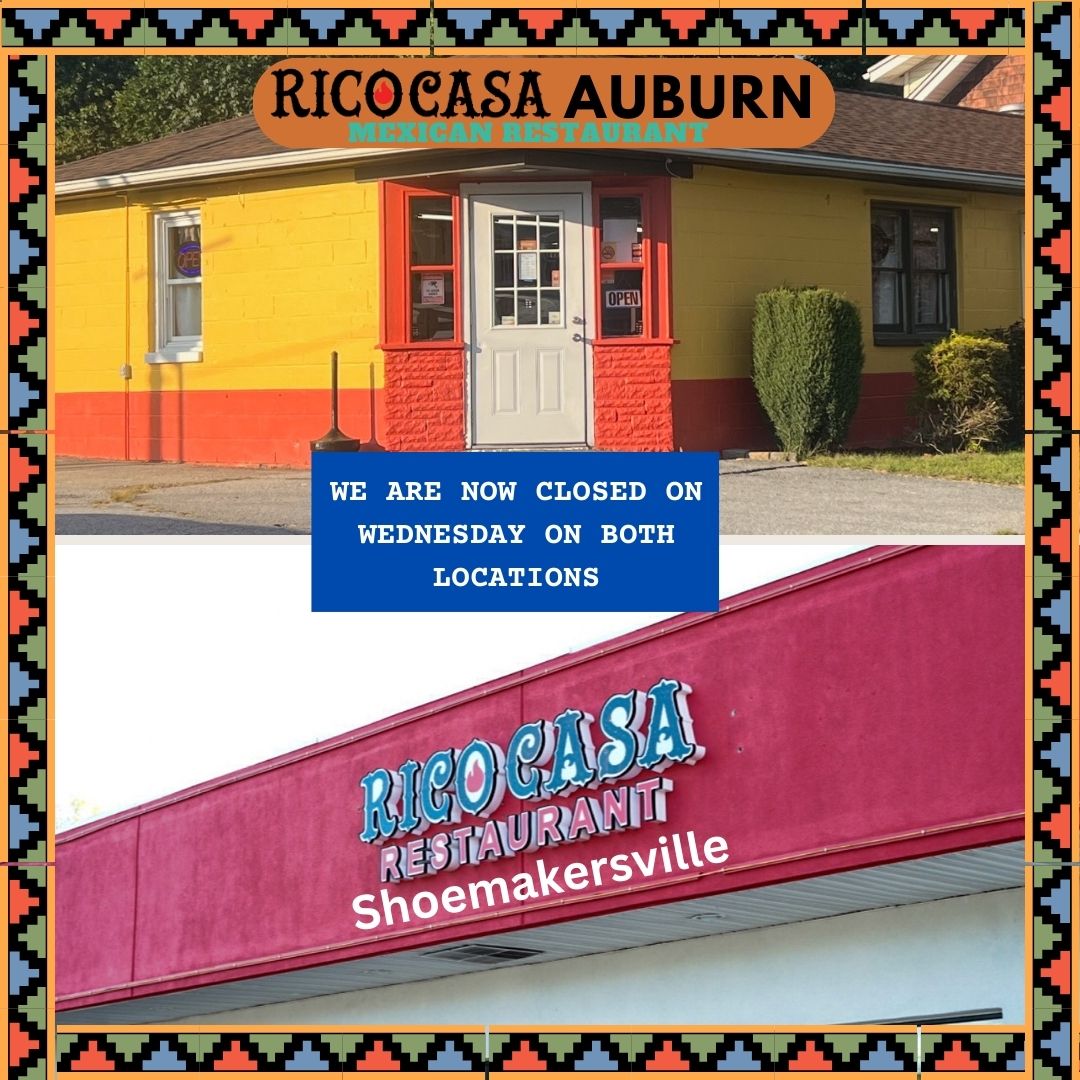 RICOCASA AUBURN
MEXICAN RESTAURANT
OPEN
OPEN
WE ARE NOW CLOSED ON
WEDNESDAY ON BOTH
LOCATIONS
RICOCASA
RESTAURANT
Shoemakersville